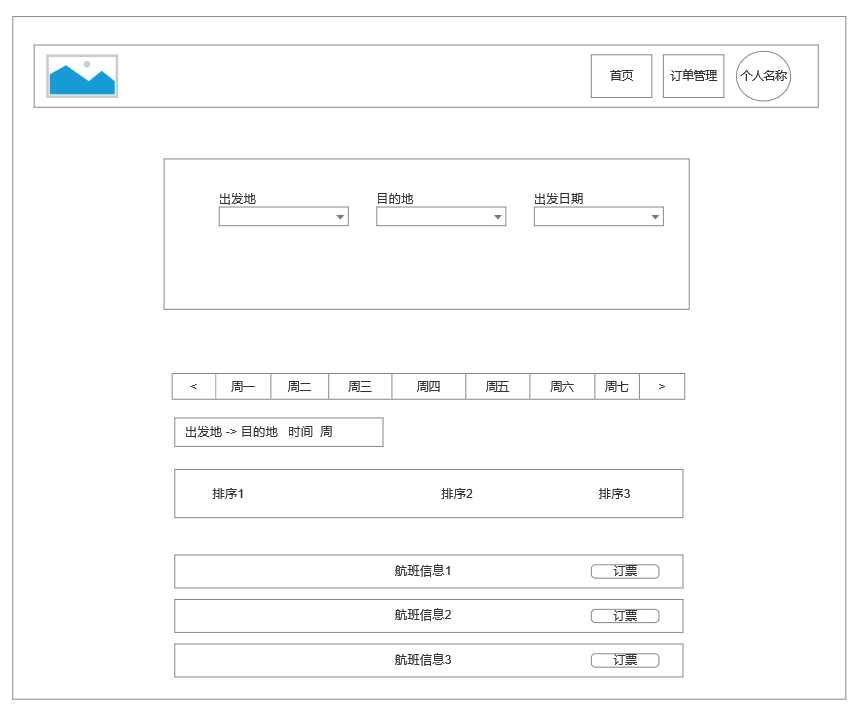 首页 订单管理 个人名称
出发地 目的地 出发日期
< 周一 周二 周三 周四 周五 周六 周七 >
出发地 -> 目的地 时间 周
排序1 排序2 排序3
航班信息1 订票
航班信息2 订票
航班信息3 订票